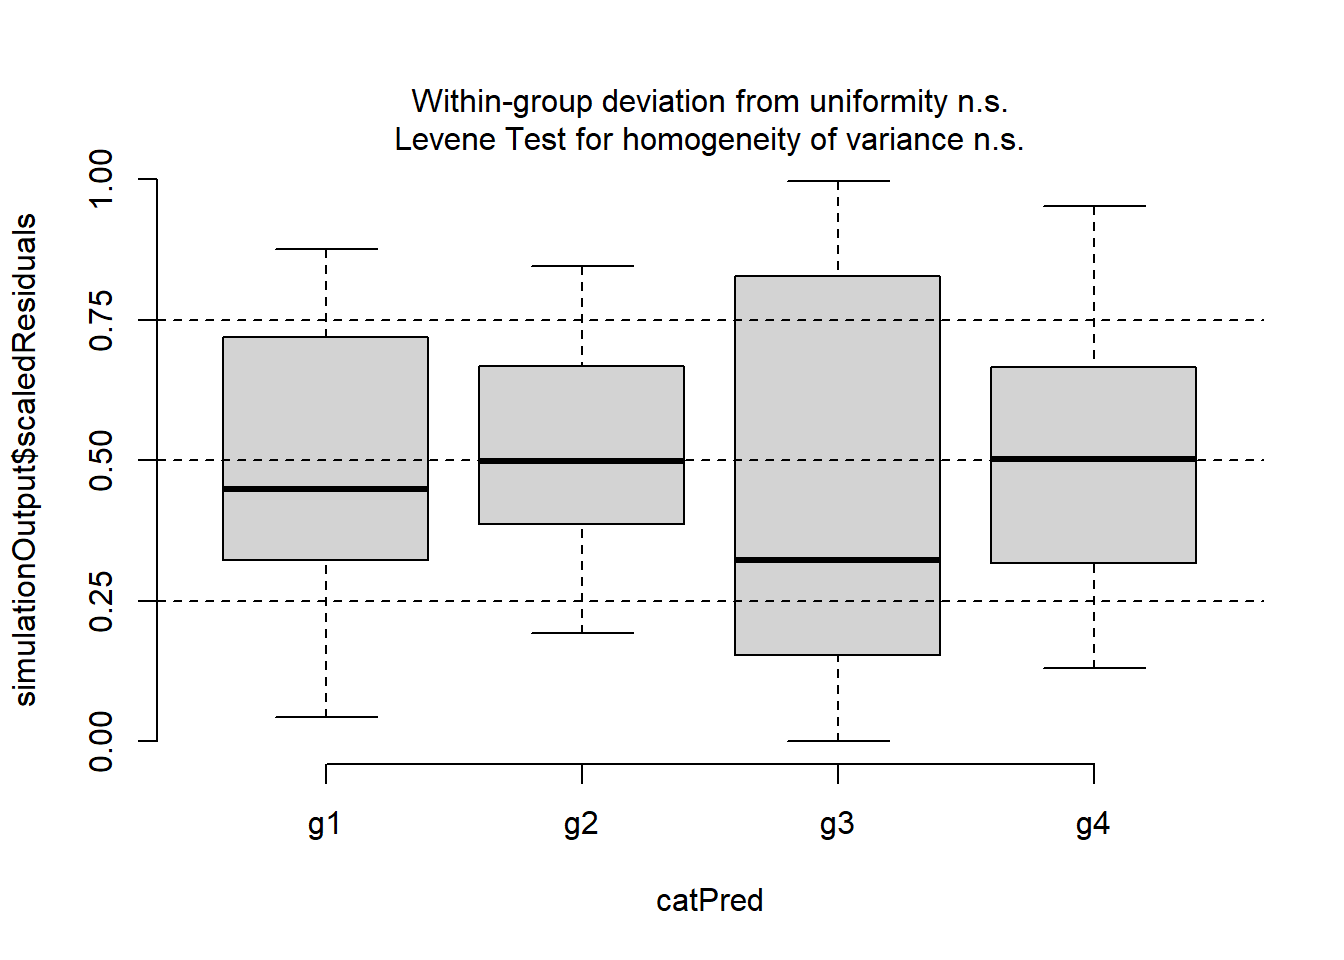 Within-group deviation from uniformity n.s.
Levene Test for homogeneity of variance n.s.
simulationOutput$scaledResiduals
1.00
0.75
0.50
0.25
0.00
g1 g2 g3 g4
catPred